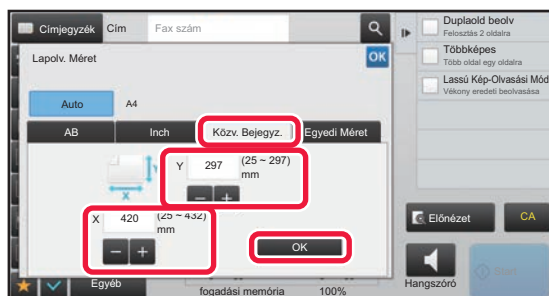 Címjegyzék
Cím
Fax szám
Lapolv. Méret
OK
Auto
A4
AB
Inch
Közv. Bejegyz.
Egyedi Méret
Y
Y
297
(25 ~ 297)
mm
X
X
420
(25 ~ 432)
mm
OK
Egyéb
fogadási memória
100%
Duplaold beolv
Felosztás 2 oldalra
Többképes
Több oldal egy oldalra
Lassú Kép-Olvasási Mód
Vékony eredeti beolvasása
Előnézet
CA
Hangszóró
Start